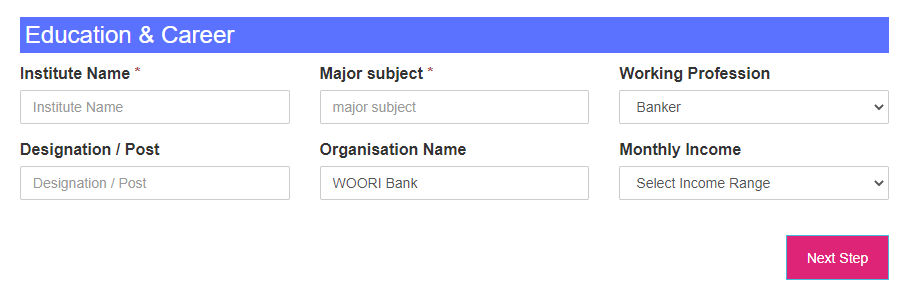 Education & Career
Institute Name * Major subject * Working Profession
Institute Name major subject Banker
Designation / Post Organisation Name Monthly Income
Designation / Post WOORI Bank Select Income Range
Next Step